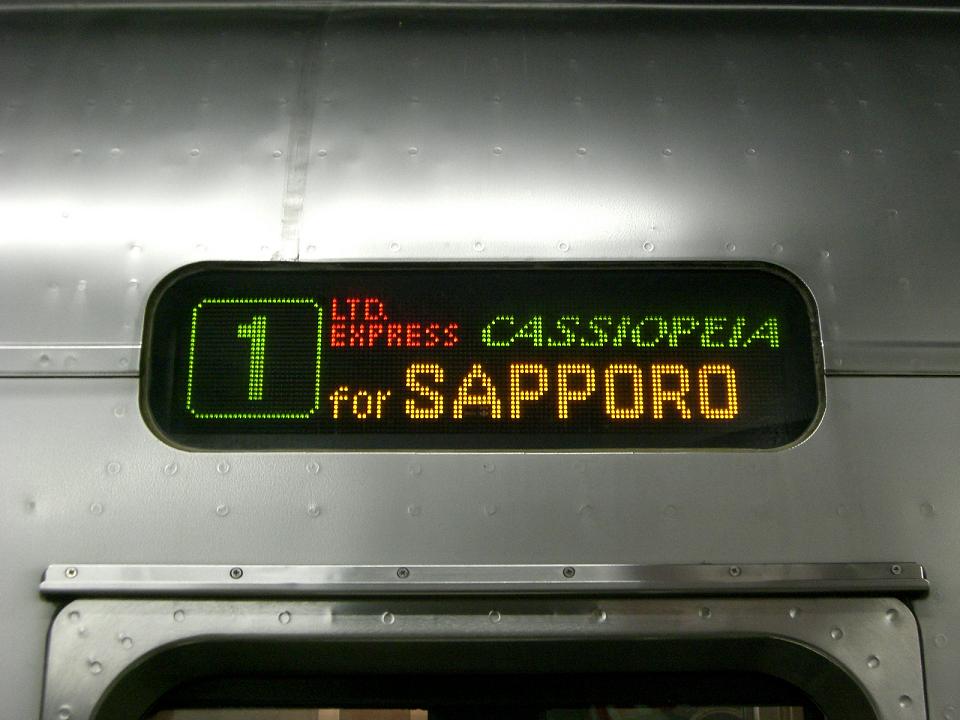 1
LTD.
EXPRESS CASSIOPEIA
for SAPPORO